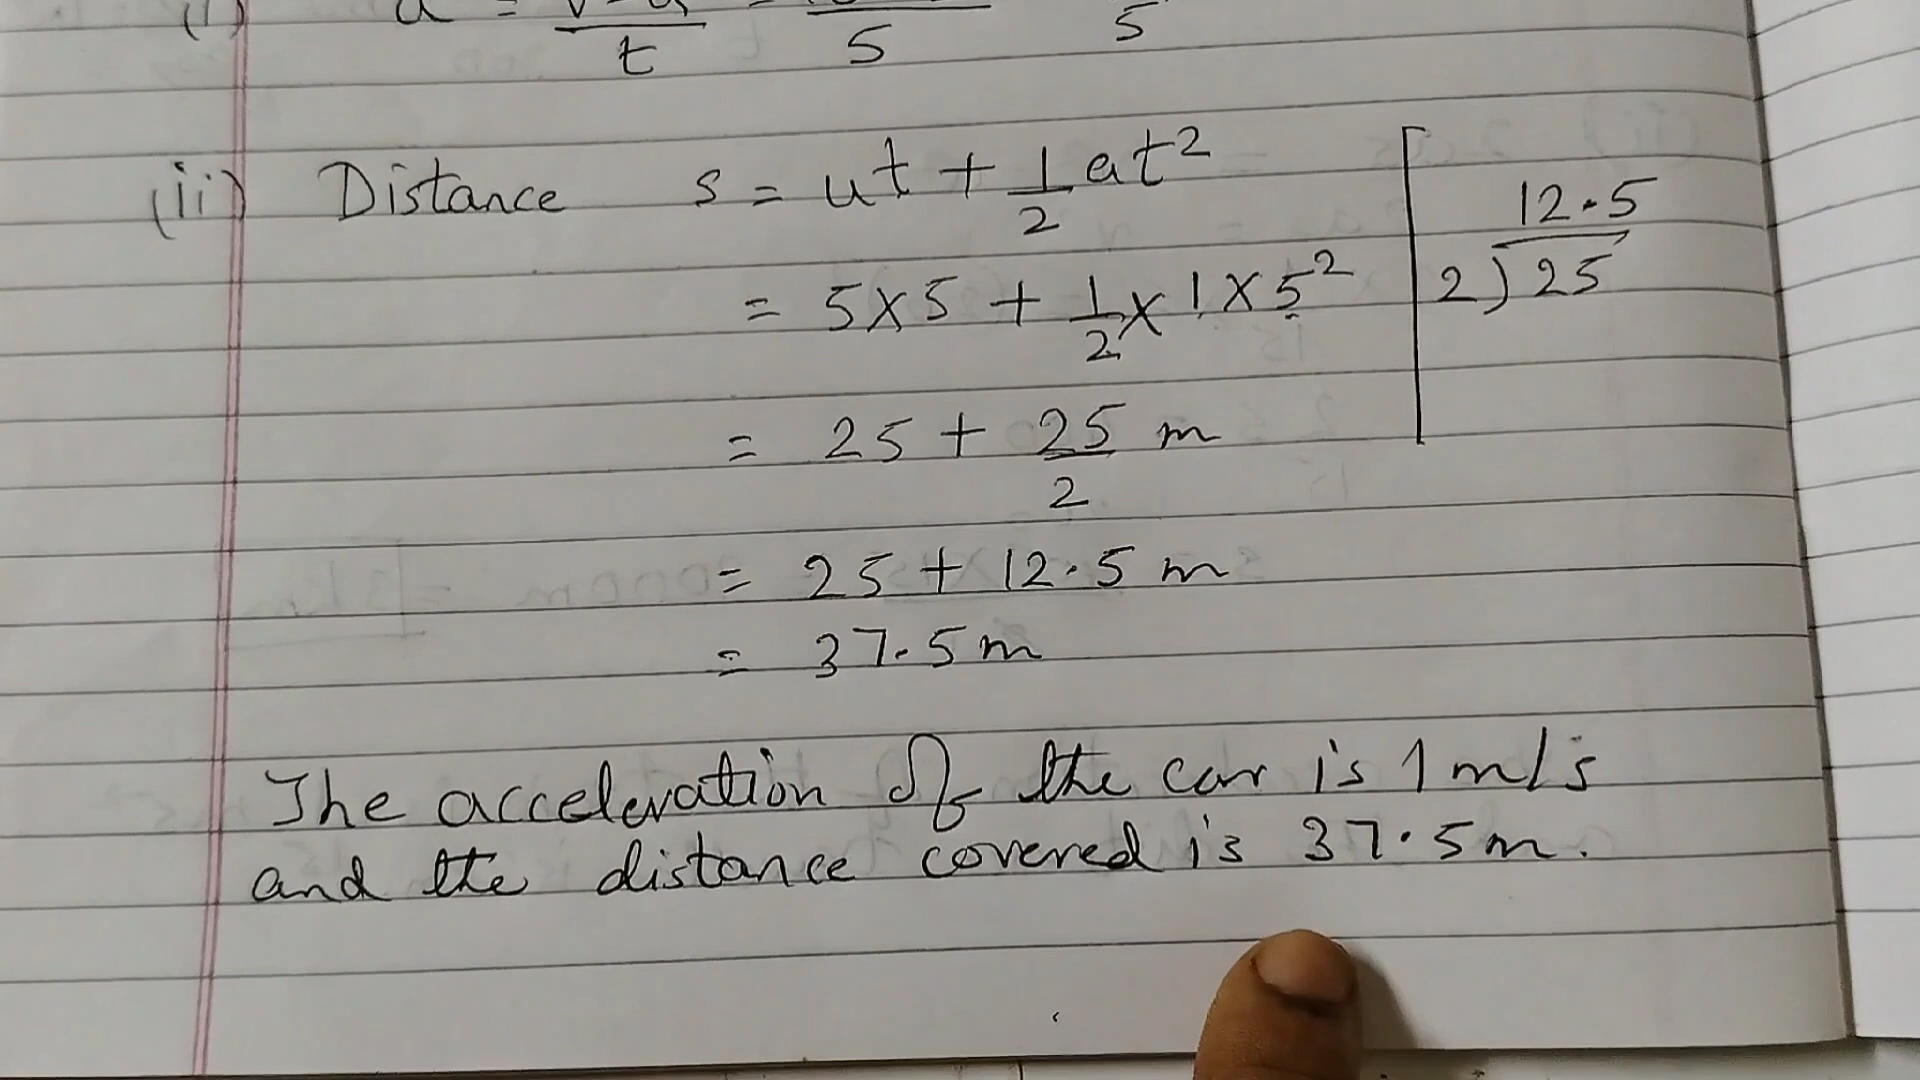 (i) a = v-u/t = /5 5
(ii) Distance s = ut + 1/2 at²
= 5×5 + 1/2 × 1 × 5²
= 25 + 25/2 m
= 25 + 12.5 m
= 37.5 m
12.5
2)25
The acceleration of the car is 1 m/s
and the distance covered is 37.5 m.